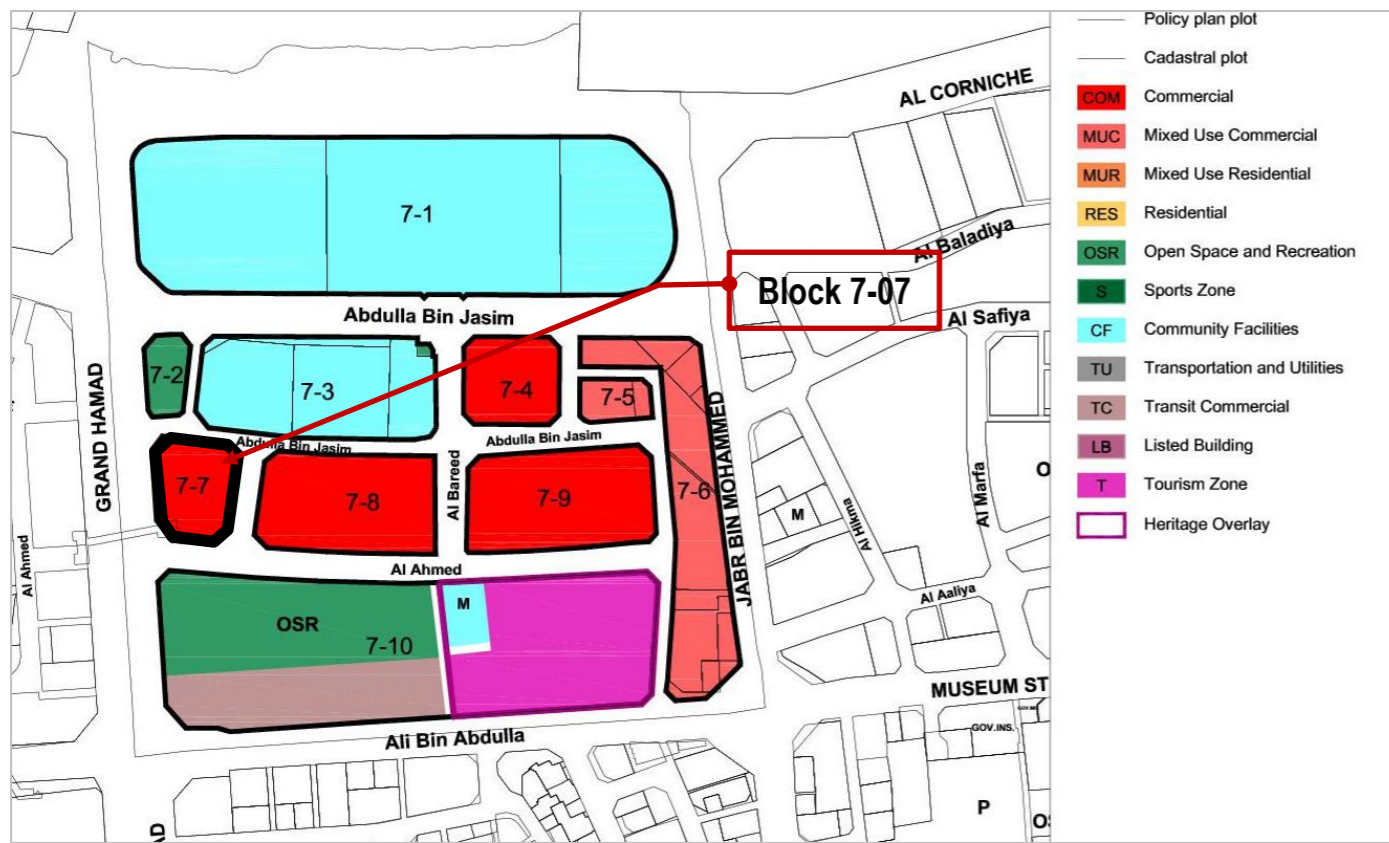 AL CORNICHE
Al Baladiya
Block 7-07
Al Safiya
7-1
Abdulla Bin Jasim
7-2
7-3
7-4
7-5
Abdulla Bin Jasim
Abdulla Bin Jasim
GRAND HAMAD
JABR BIN MOHAMMED
7-6
7-7
7-8
Al Bareed
7-9
M
Al Hikma
Al Marfa
O
Al Ahmed
Al Ahmed
M
Al Aaliya
OSR
7-10
MUSEUM ST
Ali Bin Abdulla
GOV.INS.
P
Policy plan plot
Cadastral plot
COM Commercial
MUC Mixed Use Commercial
MUR Mixed Use Residential
RES Residential
OSR Open Space and Recreation
S Sports Zone
CF Community Facilities
TU Transportation and Utilities
TC Transit Commercial
LB Listed Building
T Tourism Zone
Heritage Overlay